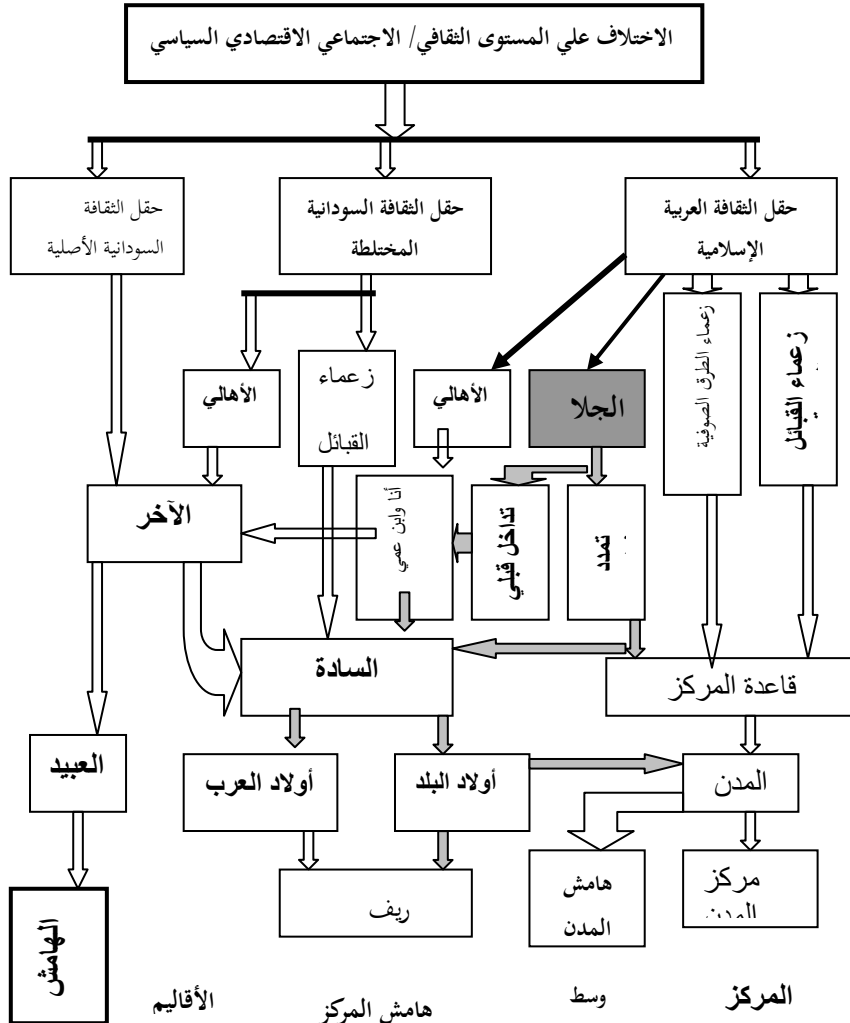 الاختلاف علي المستوى الثقافي/ الاجتماعي الاقتصادي السياسي
حقل الثقافة العربية
الإسلامية
حقل الثقافة السودانية
المختلطة
حقل الثقافة
السودانية الأصلية
زعماء القبائل
زعماء الطرق الصوفية
الجلا
الأهالي
زعماء
القبائل
الأهالي
تمدد
تداخل قبلي
أنا وابن عمي
الآخر
قاعدة المركز
السادة
المدن
أولاد البلد
أولاد العرب
العبيد
مركز
المدن
هامش
المدن
ريف
الهامش
المركز
وسط
هامش المركز
الأقاليم